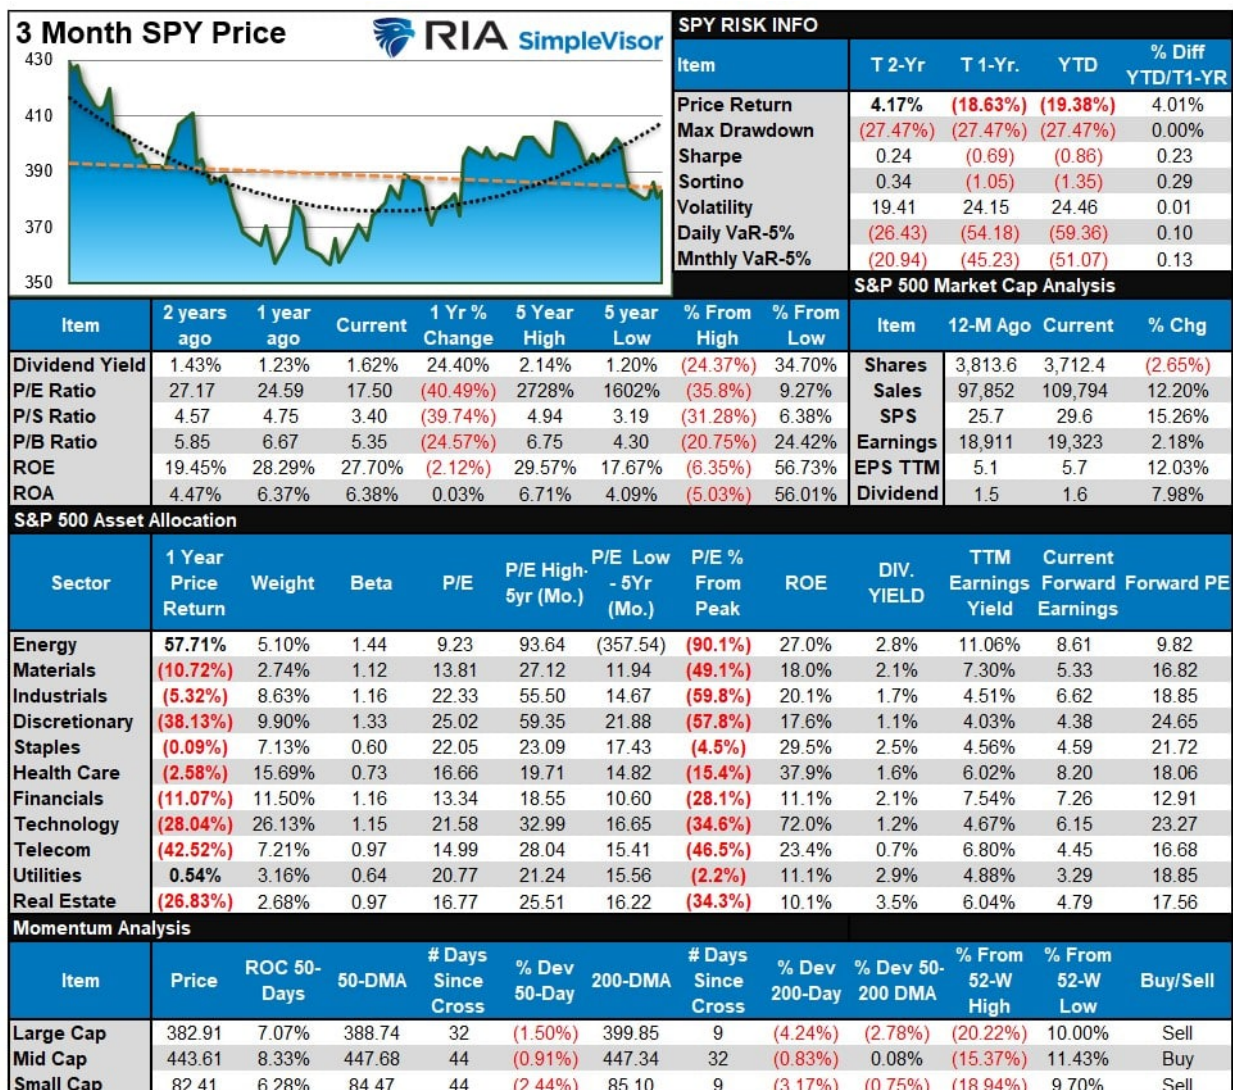 3 Month SPY Price
RIA SimpleVisor
430
410
390
370
350
SPY RISK INFO
Item T 2-Yr T 1-Yr. YTD % Diff YTD/T1-YR
Price Return 4.17% (18.63%) (19.38%) 4.01%
Max Drawdown (27.47%) (27.47%) (27.47%) 0.00%
Sharpe 0.24 (0.69) (0.86) 0.23
Sortino 0.34 (1.05) (1.35) 0.29
Volatility 19.41 24.15 24.46 0.01
Daily VaR-5% (26.43) (54.18) (59.36) 0.10
Mnthly VaR-5% (20.94) (45.23) (51.07) 0.13
Item 2 years ago 1 year ago Current 1 Yr % Change 5 Year High 5 year Low % From High % From Low
Dividend Yield 1.43% 1.23% 1.62% 24.40% 2.14% 1.20% (24.37%) 34.70%
P/E Ratio 27.17 24.59 17.50 (40.49%) 2728% 1602% (35.8%) 9.27%
P/S Ratio 4.57 4.75 3.40 (39.74%) 4.94 3.19 (31.28%) 6.38%
P/B Ratio 5.85 6.67 5.35 (24.57%) 6.75 4.30 (20.75%) 24.42%
ROE 19.45% 28.29% 27.70% (2.12%) 29.57% 17.67% (6.35%) 56.73%
ROA 4.47% 6.37% 6.38% 0.03% 6.71% 4.09% (5.03%) 56.01%
S&P 500 Market Cap Analysis
Item 12-M Ago Current % Chg
Shares 3,813.6 3,712.4 (2.65%)
Sales 97,852 109,794 12.20%
SPS 25.7 29.6 15.26%
Earnings 18,911 19,323 2.18%
EPS TTM 5.1 5.7 12.03%
Dividend 1.5 1.6 7.98%
S&P 500 Asset Allocation
Sector 1 Year Price Return Weight Beta P/E P/E High-5yr (Mo.) P/E Low - 5Yr (Mo.) P/E % From Peak ROE DIV. YIELD TTM Earnings Yield Current Forward Earnings Forward PE
Energy 57.71% 5.10% 1.44 9.23 93.64 (357.54) (90.1%) 27.0% 2.8% 11.06% 8.61 9.82
Materials (10.72%) 2.74% 1.12 13.81 27.12 11.94 (49.1%) 18.0% 2.1% 7.30% 5.33 16.82
Industrials (5.32%) 8.63% 1.16 22.33 55.50 14.67 (59.8%) 20.1% 1.7% 4.51% 6.62 18.85
Discretionary (38.13%) 9.90% 1.33 25.02 59.35 21.88 (57.8%) 17.6% 1.1% 4.03% 4.38 24.65
Staples (0.09%) 7.13% 0.60 22.05 23.09 17.43 (4.5%) 29.5% 2.5% 4.56% 4.59 21.72
Health Care (2.58%) 15.69% 0.73 16.66 19.71 14.82 (15.4%) 37.9% 1.6% 6.02% 8.20 18.06
Financials (11.07%) 11.50% 1.16 13.34 18.55 10.60 (28.1%) 11.1% 2.1% 7.54% 7.26 12.91
Technology (28.04%) 26.13% 1.15 21.58 32.99 16.65 (34.6%) 72.0% 1.2% 4.67% 6.15 23.27
Telecom (42.52%) 7.21% 0.97 14.99 28.04 15.41 (46.5%) 23.4% 0.7% 6.80% 4.45 16.68
Utilities 0.54% 3.16% 0.64 20.77 21.24 15.56 (2.2%) 11.1% 2.9% 4.88% 3.29 18.85
Real Estate (26.83%) 2.68% 0.97 16.77 25.51 16.22 (34.3%) 10.1% 3.5% 6.04% 4.79 17.56
Momentum Analysis
Item Price ROC 50-Days 50-DMA # Days Since Cross % Dev 50-Day 200-DMA # Days Since Cross % Dev 200-Day % Dev 50-200 DMA % From 52-W High % From 52-W Low Buy/Sell
Large Cap 382.91 7.07% 388.74 32 (1.50%) 399.85 9 (4.24%) (2.78%) (20.22%) 10.00% Sell
Mid Cap 443.61 8.33% 447.68 44 (0.91%) 447.34 32 (0.83%) 0.08% (15.37%) 11.43% Buy
Small Cap 82.41 6.28% 84.47 44 (2.44%) 85.10 9 (3.17%) (0.75%) (18.94%) 9.70% Sell